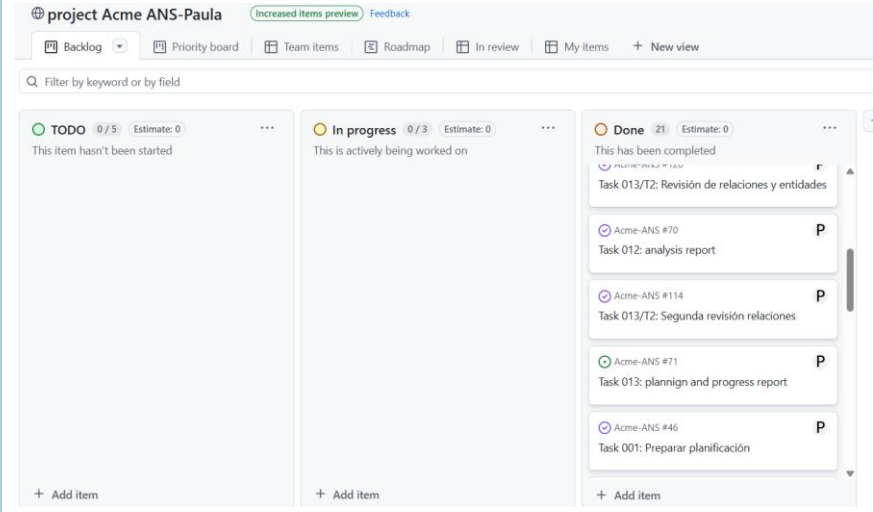 project Acme ANS-Paula Increased items preview Feedback
Backlog Priority board Team items Roadmap In review My items + New view
Filter by keyword or by field
TODO 0 / 5 Estimate: 0 ...
This item hasn't been started
+ Add item
In progress 0 / 3 Estimate: 0 ...
This is actively being worked on
+ Add item
Done 21 Estimate: 0 ...
This has been completed
Task 013/T2: Revisión de relaciones y entidades
Acme-ANS #70 P
Task 012: analysis report
Acme-ANS #114 P
Task 013/T2: Segunda revisión relaciones
Acme-ANS #71 P
Task 013: plannign and progress report
Acme-ANS #46 P
Task 001: Preparar planificación
+ Add item